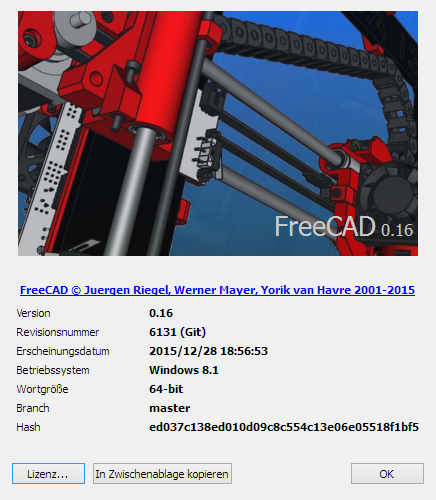 FreeCAD 0.16
FreeCAD © Juergen Riegel, Werner Mayer, Yorik van Havre 2001-2015
Version 0.16
Revisionsnummer 6131 (Git)
Erscheinungsdatum 2015/12/28 18:56:53
Betriebssystem Windows 8.1
Wortgröße 64-bit
Branch master
Hash ed037c138ed010d09c8c554c13e06e05518f1bf5
Lizenz... In Zwischenablage kopieren OK